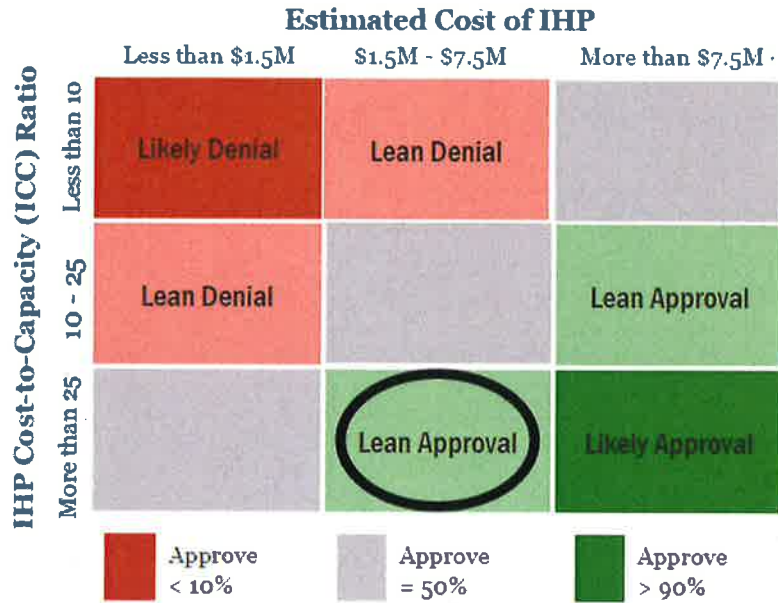 Estimated Cost of IHP
Less than $1.5M $1.5M - $7.5M More than $7.5M
IHP Cost-to-Capacity (ICC) Ratio
Less than 10
Likely Denial Lean Denial
10 - 25
Lean Denial Lean Approval
More than 25
Lean Approval Likely Approval
Approve Approve Approve
< 10% = 50% > 90%